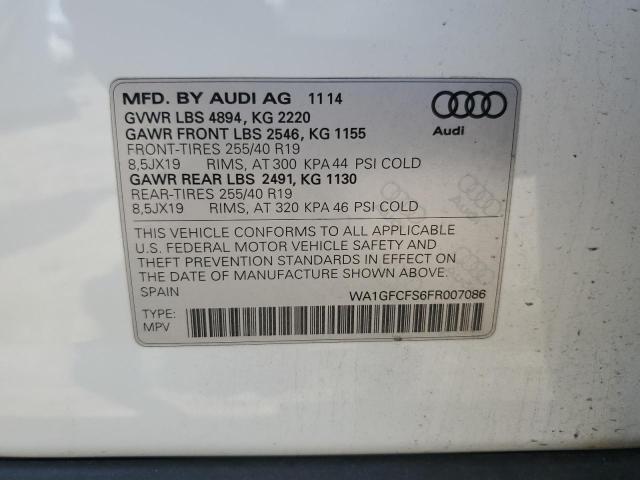 MFD. BY AUDI AG 11 14
GVWR LBS 4894, KG 2220
GAWR FRONT LBS 2546, KG 1155
FRONT-TIRES 255/40 R19
8,5JX19 RIMS, AT 300 KPA 44 PSI COLD
GAWR REAR LBS 2491, KG 1130
REAR-TIRES 255/40 R19
8,5JX19 RIMS, AT 320 KPA 46 PSI COLD
Audi
Audi
THIS VEHICLE CONFORMS TO ALL APPLICABLE
U.S. FEDERAL MOTOR VEHICLE SAFETY AND
THEFT PREVENTION STANDARDS IN EFFECT ON
THE DATE OF MANUFACTURE SHOWN ABOVE.
SPAIN WA1GFCFS6FR007086
TYPE:
MPV